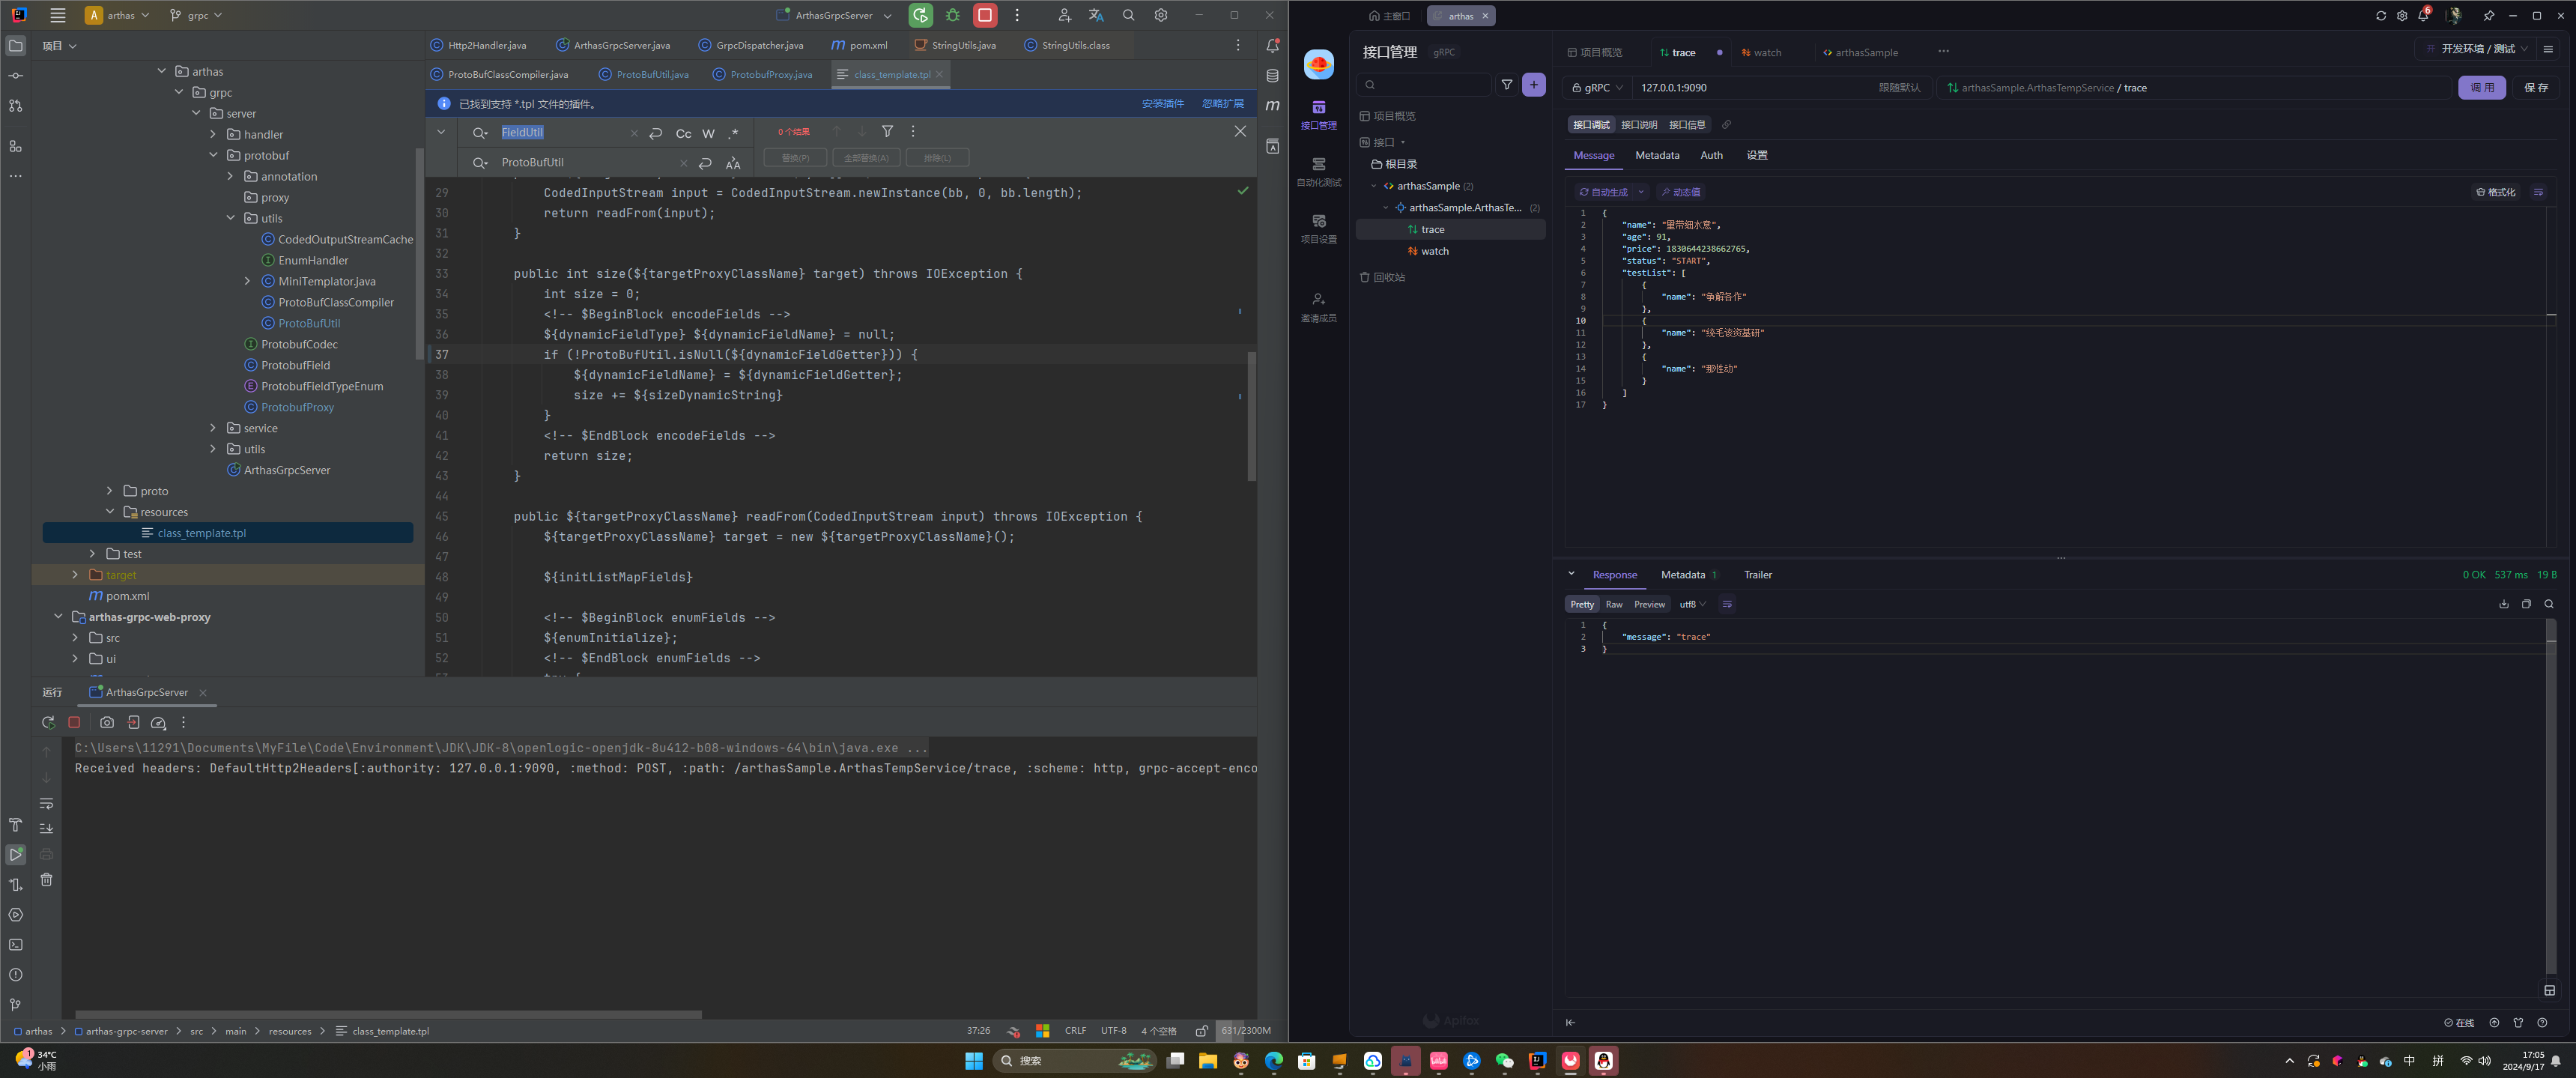 arthas
grpc
ArthasGrpcServer
项目
arthas
grpc
server
handler
protobuf
annotation
proxy
utils
CodedOutputStreamCache
EnumHandler
MiniTemplator.java
ProtoBufClassCompiler
ProtoBufUtil
ProtobufCodec
ProtobufField
ProtobufFieldTypeEnum
ProtobufProxy
service
utils
ArthasGrpcServer
proto
resources
class_template.tpl
test
target
pom.xml
arthas-grpc-web-proxy
src
ui
Http2Handler.java
ArthasGrpcServer.java
GrpcDispatcher.java
pom.xml
StringUtils.java
StringUtils.class
ProtoBufClassCompiler.java
ProtoBufUtil.java
ProtobufProxy.java
class_template.tpl
已找到支持 *.tpl 文件的插件。
安装插件 忽略扩展
FieldUtil
Cc W .*
0 个结果
ProtoBufUtil
替换(P) 全部替换(A) 排除(L)
29 CodedInputStream input = CodedInputStream.newInstance(bb, 0, bb.length);
30 return readFrom(input);
31 }
32
33 public int size(${targetProxyClassName} target) throws IOException {
34 int size = 0;
35 <!-- $BeginBlock encodeFields -->
36 ${dynamicFieldType} ${dynamicFieldName} = null;
37 if (!ProtoBufUtil.isNull(${dynamicFieldGetter})) {
38 ${dynamicFieldName} = ${dynamicFieldGetter};
39 size += ${sizeDynamicString}
40 }
41 <!-- $EndBlock encodeFields -->
42 return size;
43 }
44
45 public ${targetProxyClassName} readFrom(CodedInputStream input) throws IOException {
46 ${targetProxyClassName} target = new ${targetProxyClassName}();
47
48 ${initListMapFields}
49
50 <!-- $BeginBlock enumFields -->
51 ${enumInitialize};
52 <!-- $EndBlock enumFields -->
运行
ArthasGrpcServer
C:\Users\11291\Documents\MyFile\Code\Environment\JDK\JDK-8\openlogic-openjdk-8u412-b08-windows-64\bin\java.exe ...
Received headers: DefaultHttp2Headers[:authority: 127.0.0.1:9090, :method: POST, :path: /arthasSample.ArthasTempService/trace, :scheme: http, grpc-accept-enco
arthas > arthas-grpc-server > src > main > resources > class_template.tpl
37:26
CRLF
UTF-8
4 个空格
631/2300M
主窗口
arthas
6
接口管理
gRPC
接口管理
自动化测试
项目设置
邀请成员
项目概览
接口
根目录
arthasSample (2)
arthasSample.ArthasTe... (2)
trace
watch
回收站
Apifox
项目概览
trace
watch
arthasSample
开发环境 / 测试
gRPC
127.0.0.1:9090
跟随默认
arthasSample.ArthasTempService / trace
调 用
保 存
接口调试 接口说明 接口信息
Message Metadata Auth 设置
自动生成
动态值
格式化
1 {
2 "name": "里带细水意",
3 "age": 91,
4 "price": 1830644238662765,
5 "status": "START",
6 "testList": [
7 {
8 "name": "争解各作"
9 },
10 {
11 "name": "候毛该资基研"
12 },
13 {
14 "name": "那性动"
15 }
16 ]
17 }
Response Metadata 1 Trailer
0 OK 537 ms 19 B
Pretty Raw Preview utf8
1 {
2 "message": "trace"
3 }
在线
1
34°C
小雨
搜索
中
拼
17:05
2024/9/17